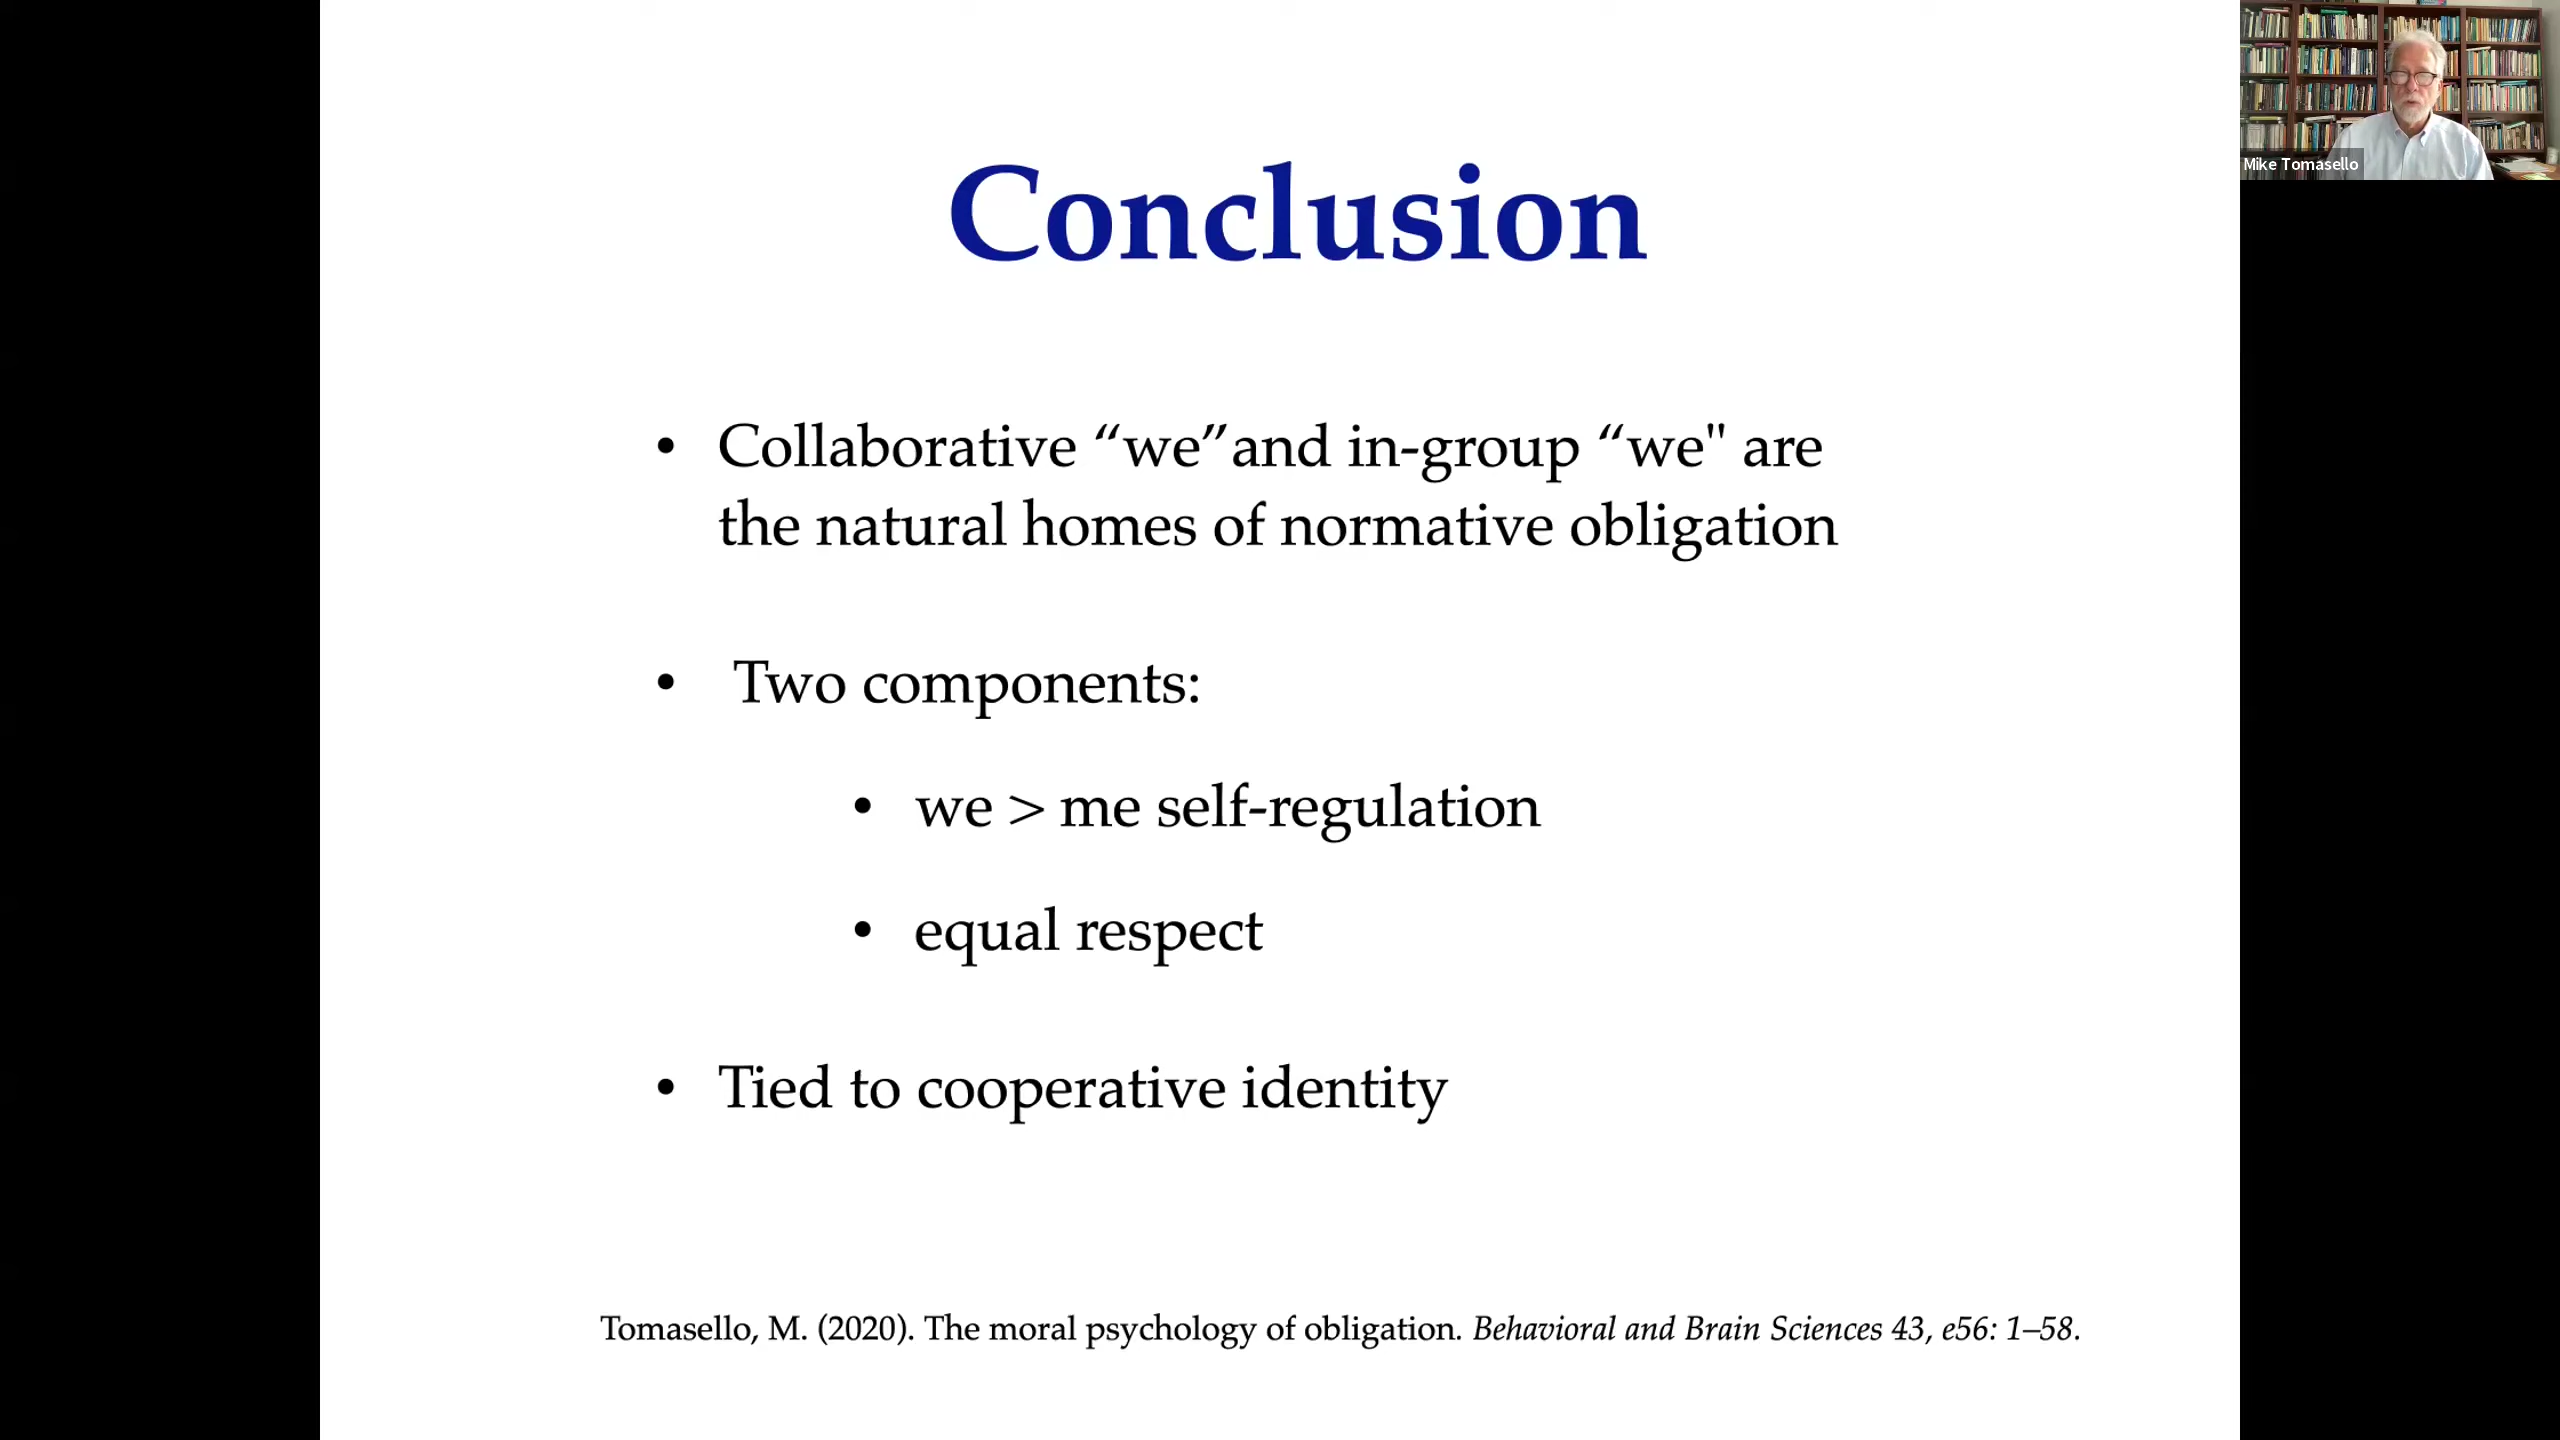 Conclusion
Mike Tomasello
• Collaborative “we”and in-group “we" are
the natural homes of normative obligation
• Two components:
• we > me self-regulation
• equal respect
• Tied to cooperative identity
Tomasello, M. (2020). The moral psychology of obligation. Behavioral and Brain Sciences 43, e56: 1–58.